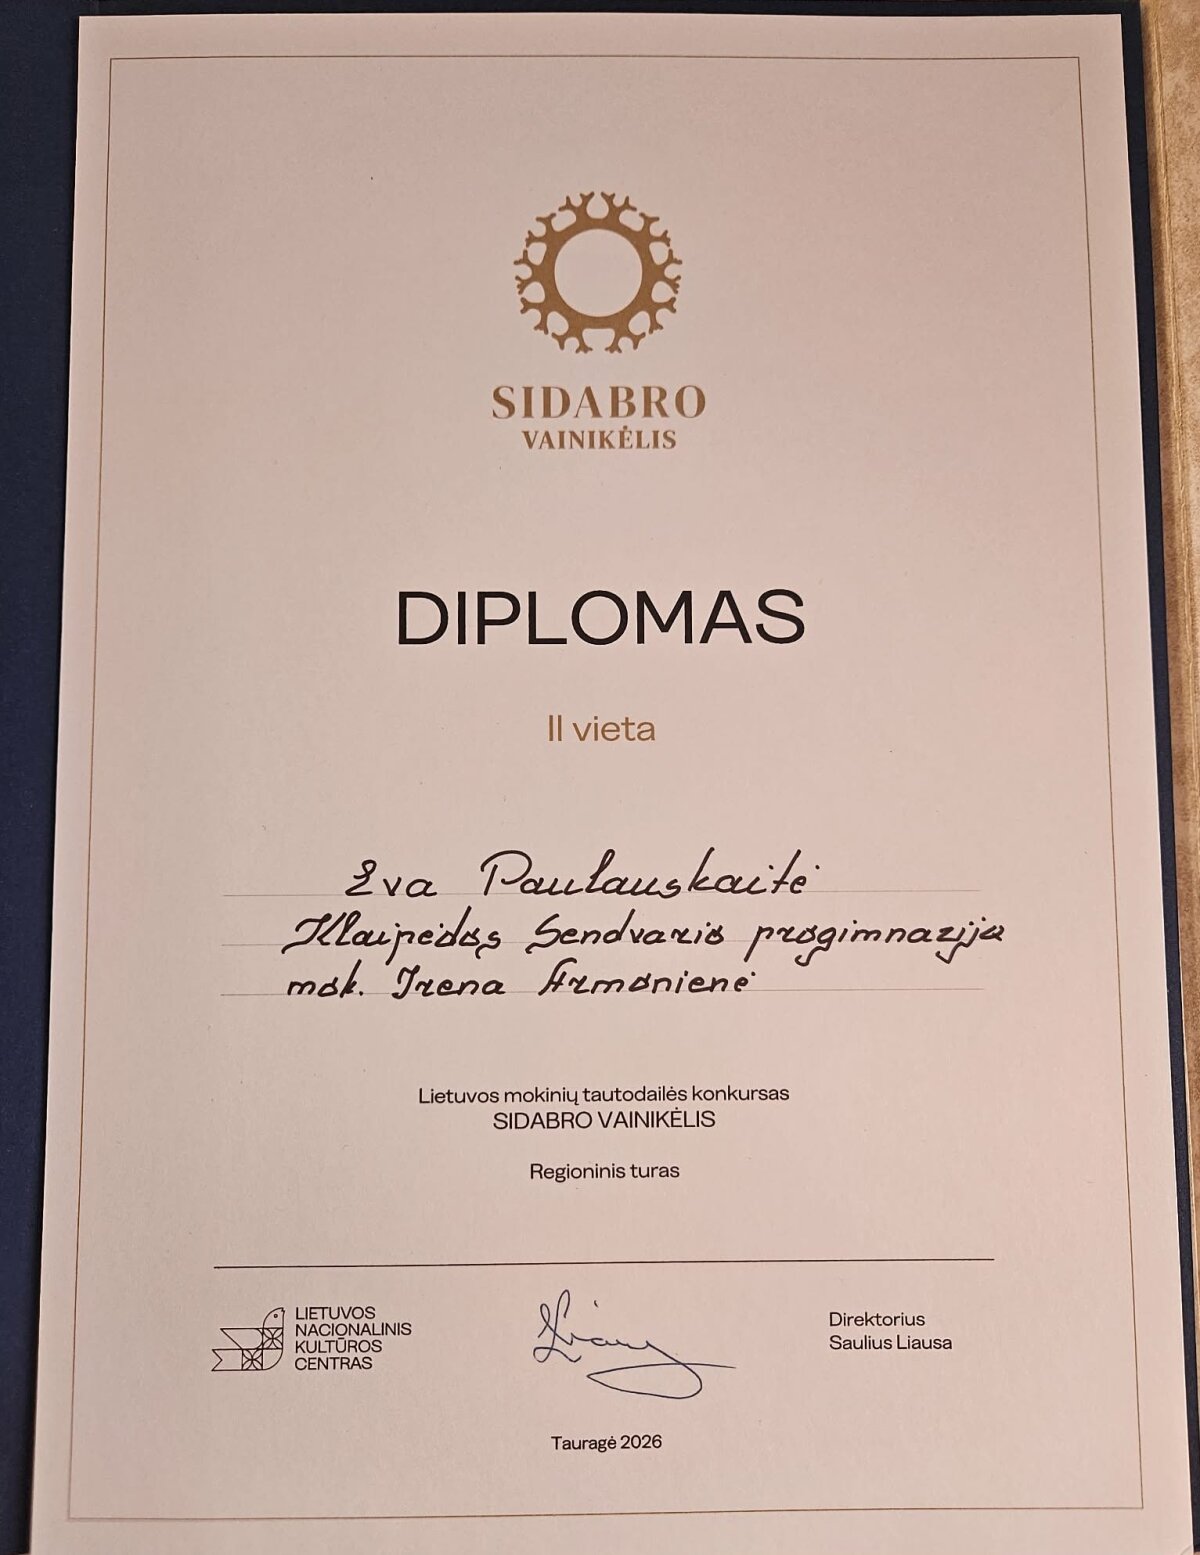 SIDABRO
VAINIKĖLIS
DIPLOMAS
II vieta
Eva Paulauskaitė
Klaipėdos Sendvario progimnazija
mok. Irena Armonienė
Lietuvos mokinių tautodailės konkursas
SIDABRO VAINIKĖLIS
Regioninis turas
LIETUVOS
NACIONALINIS
KULTŪROS
CENTRAS
Direktorius
Saulius Liausa
Tauragė 2026